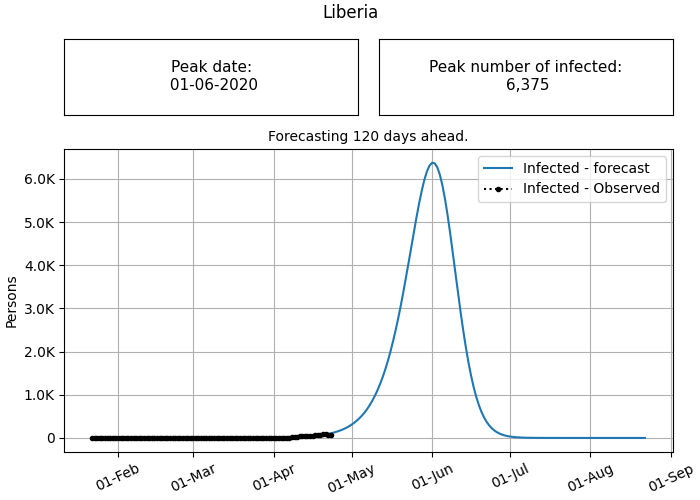 Liberia
Peak date:
01-06-2020
Peak number of infected:
6,375
Forecasting 120 days ahead.
Infected - forecast
Infected - Observed
Persons
6.0K
5.0K
4.0K
3.0K
2.0K
1.0K
0
01-Feb
01-Mar
01-Apr
01-May
01-Jun
01-Jul
01-Aug
01-Sep